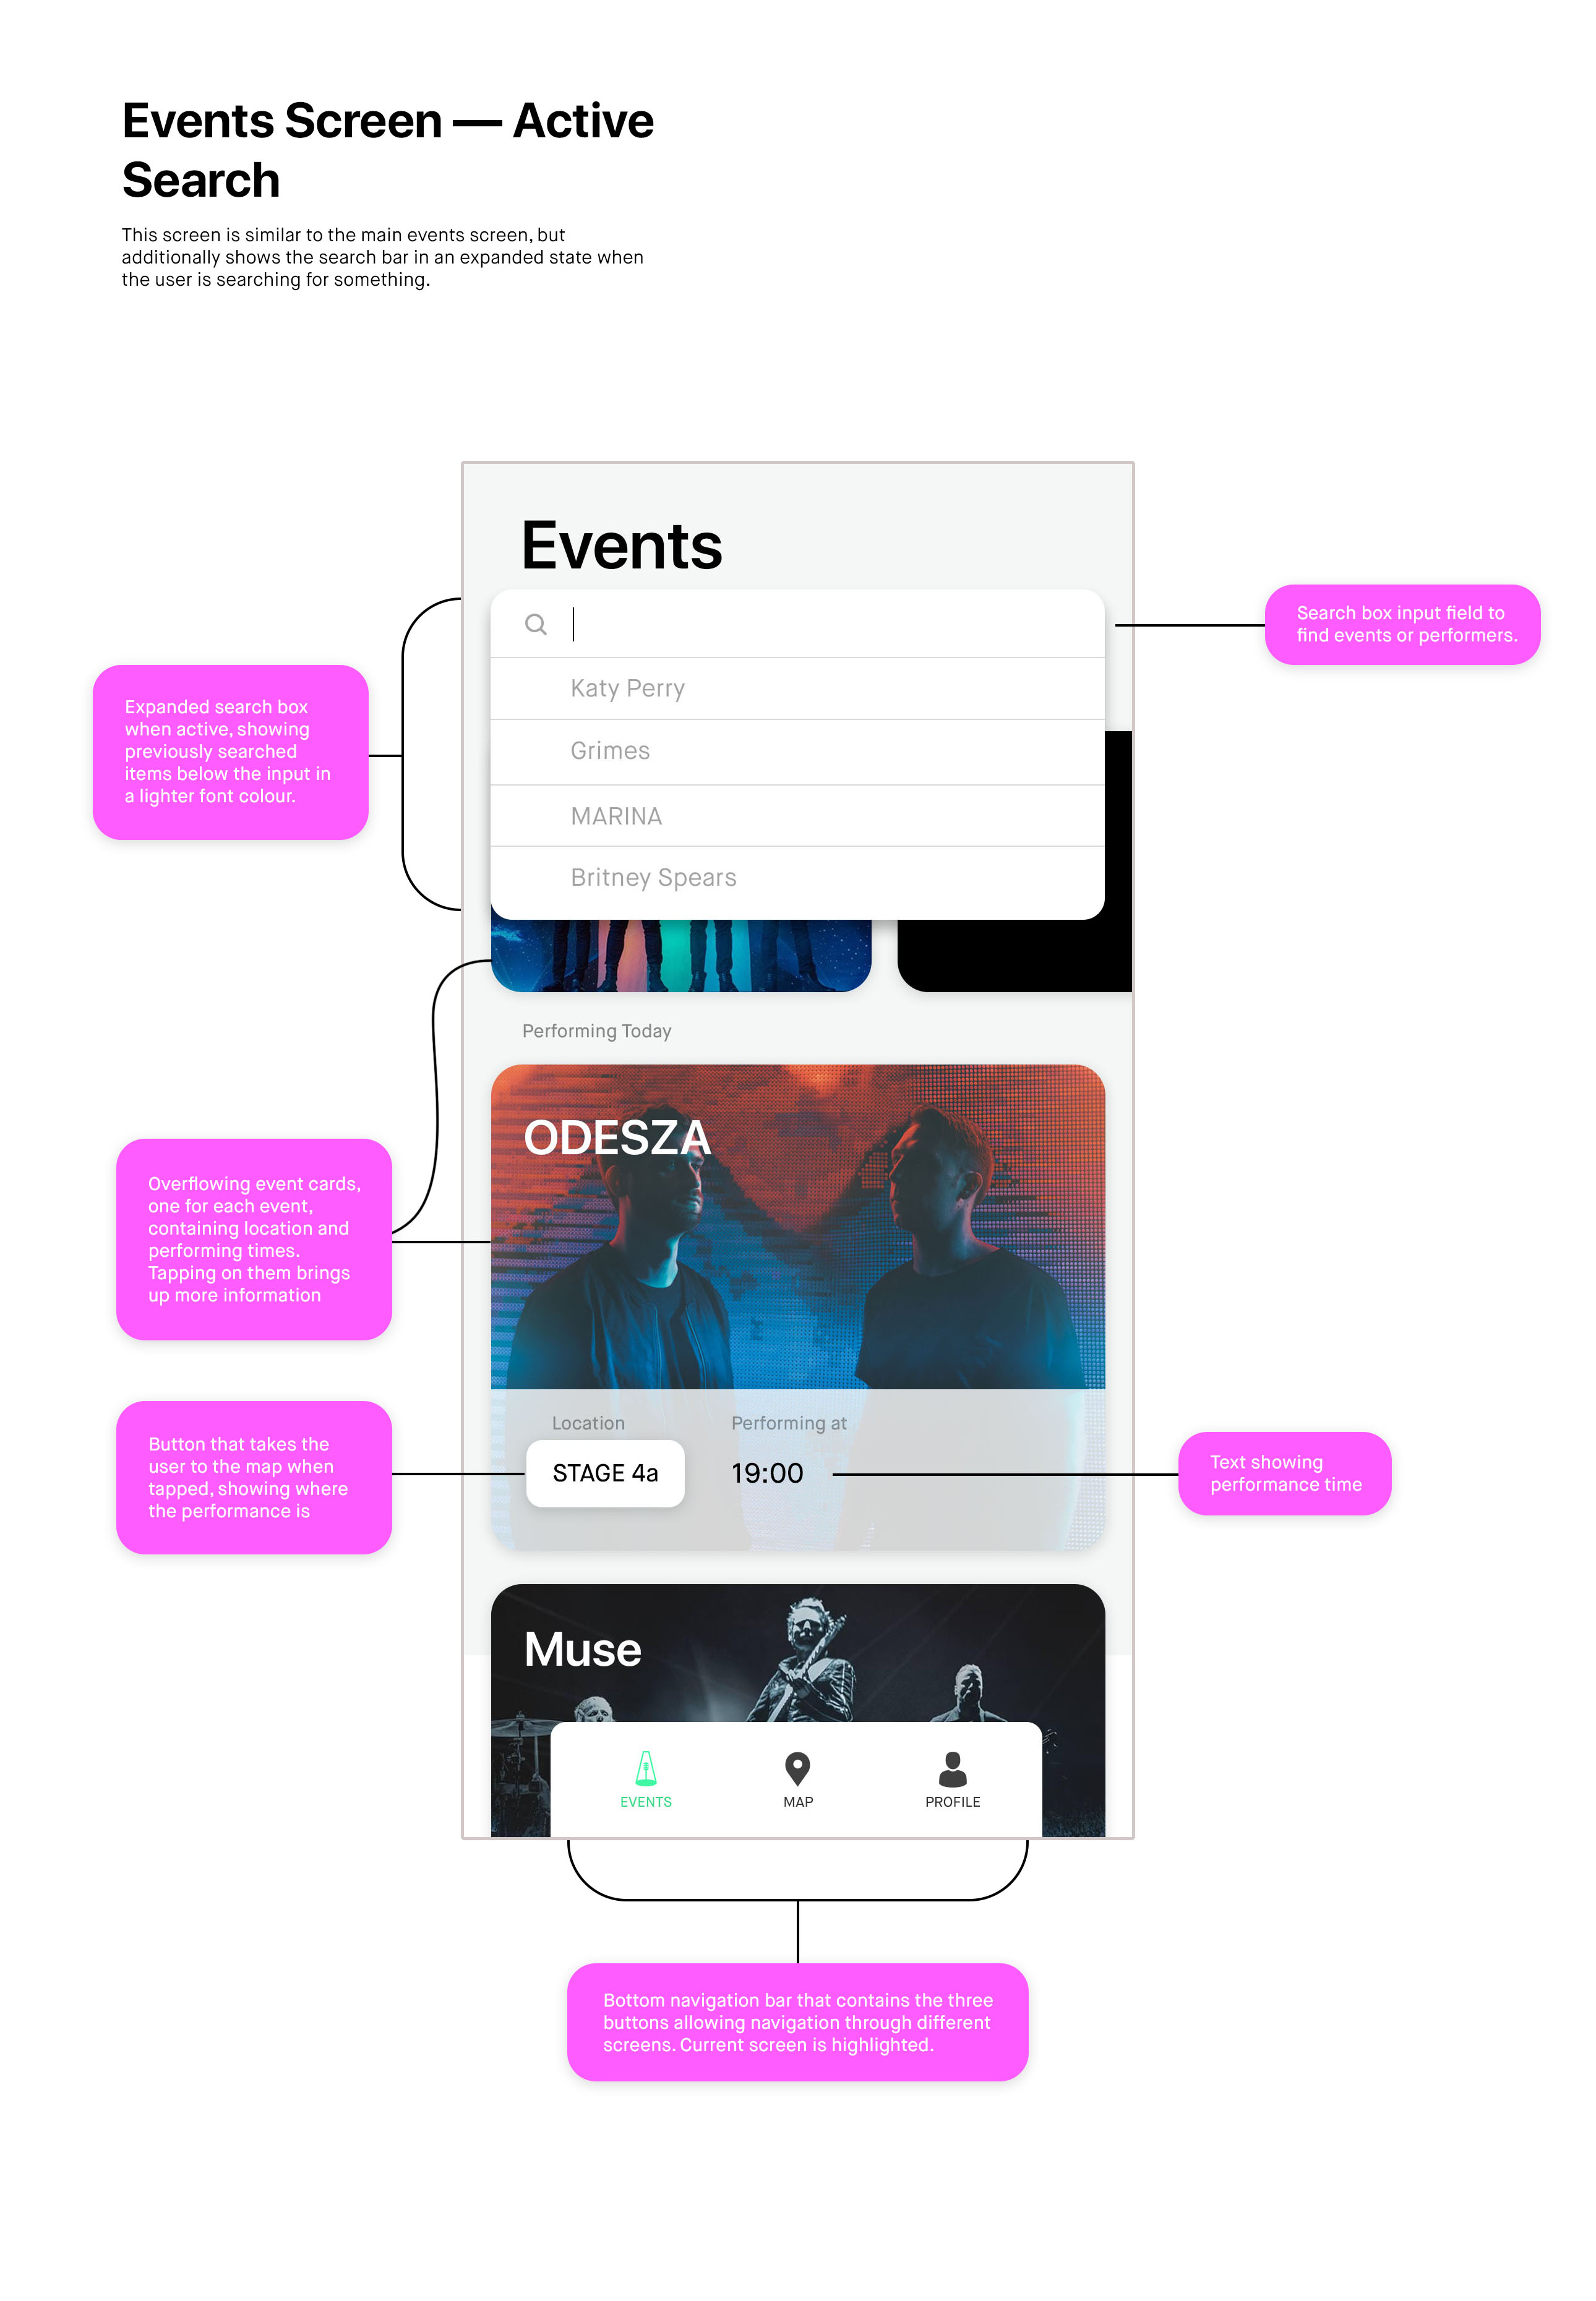 Events Screen — Active
Search
This screen is similar to the main events screen, but
additionally shows the search bar in an expanded state when
the user is searching for something.
Events
Search box input field to
find events or performers.
Katy Perry
Grimes
MARINA
Britney Spears
Expanded search box
when active, showing
previously searched
items below the input in
a lighter font colour.
Performing Today
ODESZA
Overflowing event cards,
one for each event,
containing location and
performing times.
Tapping on them brings
up more information
Location
Performing at
STAGE 4a
19:00
Button that takes the
user to the map when
tapped, showing where
the performance is
Text showing
performance time
Muse
EVENTS
MAP
PROFILE
Bottom navigation bar that contains the three
buttons allowing navigation through different
screens. Current screen is highlighted.